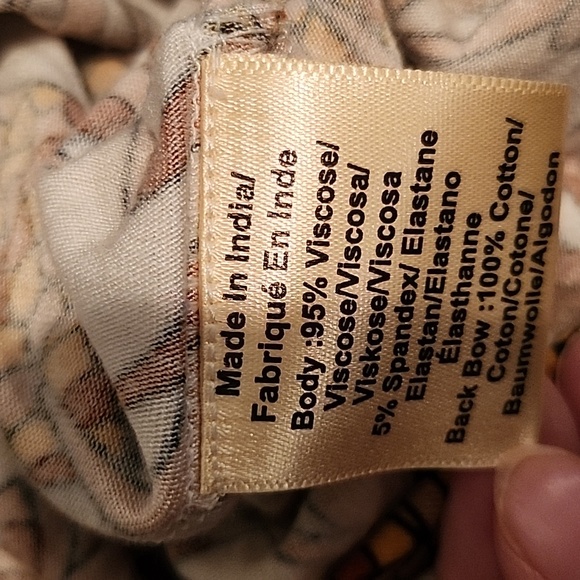 Made In India/
Fabriqué En Inde
Body :95% Viscose/
Viscose/Viscosa/
Viskose/Viscosa
5% Spandex/ Elastane
Elastan/Elastano
Élasthanne
Back Bow :100% Cotton/
Coton/Cotone/
Baumwolle/Algodon